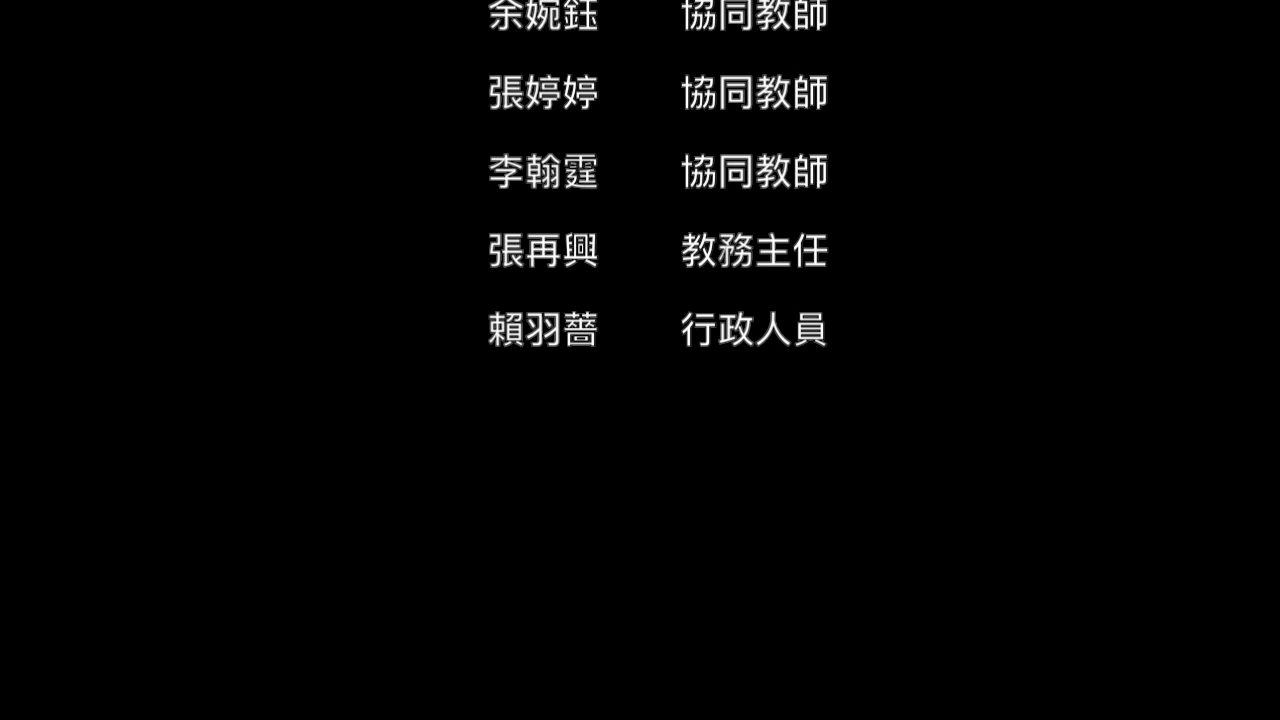 余婉鈺 協同教師
張婷婷 協同教師
李翰霆 協同教師
張再興 教務主任
賴羽薔 行政人員